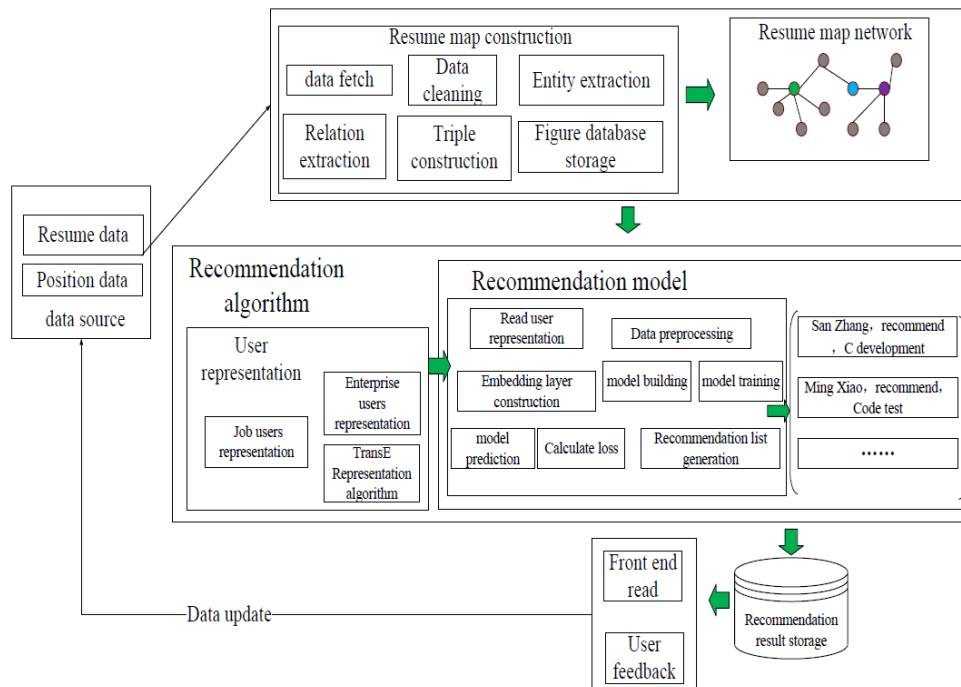 Resume map construction
data fetch
Data
cleaning
Entity extraction
Relation
extraction
Triple
construction
Figure database
storage
Resume map network
Resume data
Position data
data source
Recommendation
algorithm
User
representation
Job users
representation
Enterprise
users
representation
TransE
Representation
algorithm
Recommendation model
Read user
representation
Data preprocessing
Embedding layer
construction
model building
model training
model
prediction
Calculate loss
Recommendation list
generation
San Zhang，recommend
，C development
Ming Xiao，recommend，
Code test
……
Front end
read
User
feedback
Recommendation
result storage
Data update